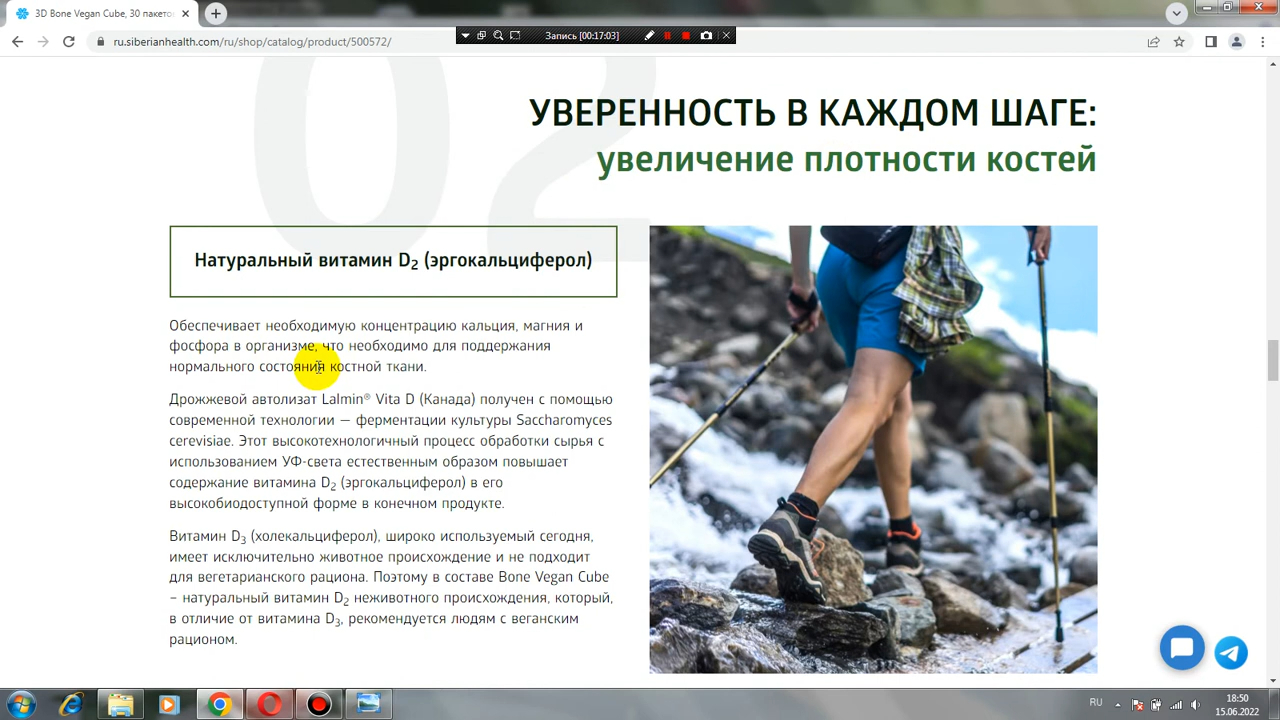 3D Bone Vegan Cube, 30 пакетов
ru.siberianhealth.com/ru/shop/catalog/product/500572/
Запись [00:17:03]
02
УВЕРЕННОСТЬ В КАЖДОМ ШАГЕ:
увеличение плотности костей
Натуральный витамин D₂ (эргокальциферол)
Обеспечивает необходимую концентрацию кальция, магния и
фосфора в организме, что необходимо для поддержания
нормального состояния костной ткани.
Дрожжевой автолизат Lalmin® Vita D (Канада) получен с помощью
современной технологии — ферментации культуры Saccharomyces
cerevisiae. Этот высокотехнологичный процесс обработки сырья с
использованием УФ-света естественным образом повышает
содержание витамина D₂ (эргокальциферол) в его
высокобиодоступной форме в конечном продукте.
Витамин D₃ (холекальциферол), широко используемый сегодня,
имеет исключительно животное происхождение и не подходит
для вегетарианского рациона. Поэтому в составе Bone Vegan Cube
– натуральный витамин D₂ неживотного происхождения, который,
в отличие от витамина D₃, рекомендуется людям с веганским
рационом.
RU
18:50
15.06.2022